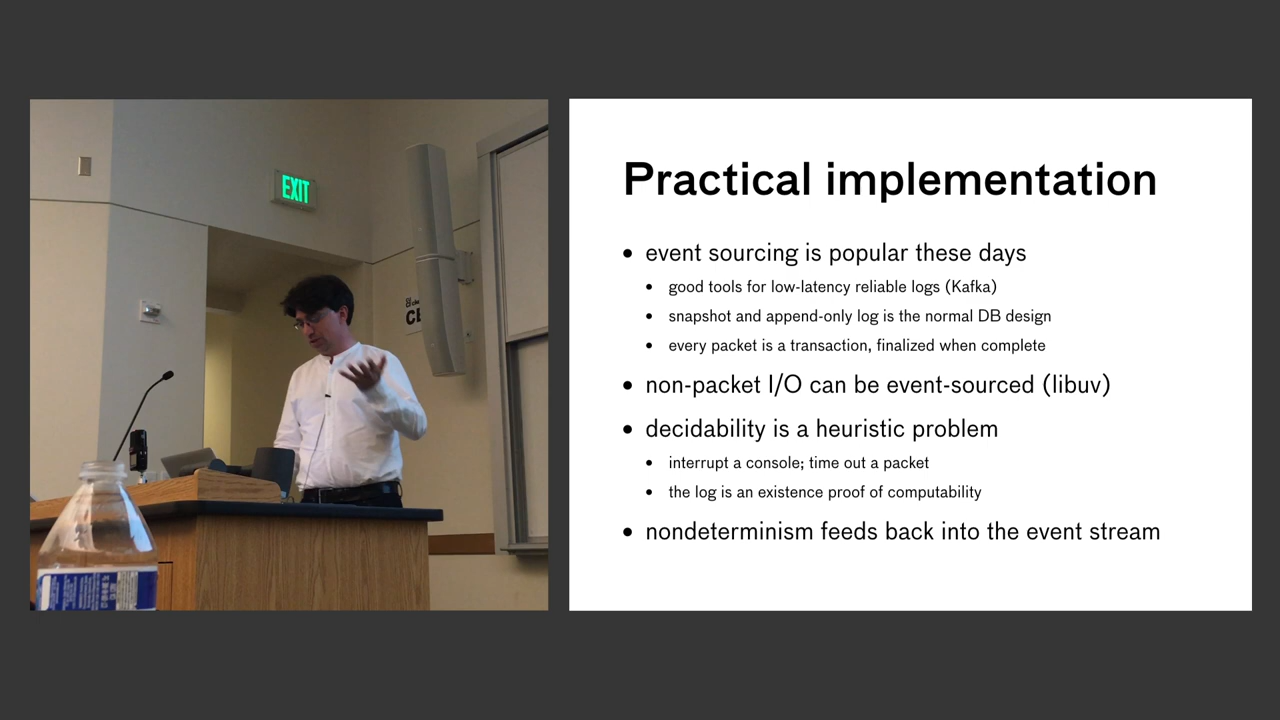 EXIT
Practical implementation
• event sourcing is popular these days
• good tools for low-latency reliable logs (Kafka)
• snapshot and append-only log is the normal DB design
• every packet is a transaction, finalized when complete
• non-packet I/O can be event-sourced (libuv)
• decidability is a heuristic problem
• interrupt a console; time out a packet
• the log is an existence proof of computability
• nondeterminism feeds back into the event stream